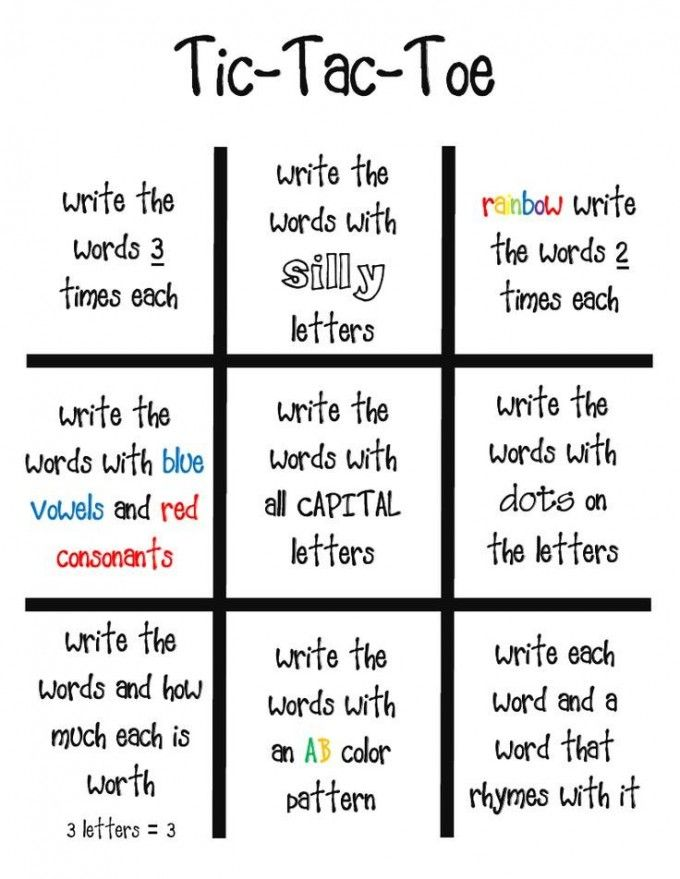 Tic-Tac-Toe
write the
words 3
times each
write the
words with
silly
letters
rainbow write
the words 2
times each
write the
words with blue
vowels and red
consonants
write the
words with
all CAPITAL
letters
write the
words with
dots on
the letters
write the
words and how
much each is
worth
3 letters = 3
write the
words with
an AB color
pattern
write each
word and a
word that
rhymes with it